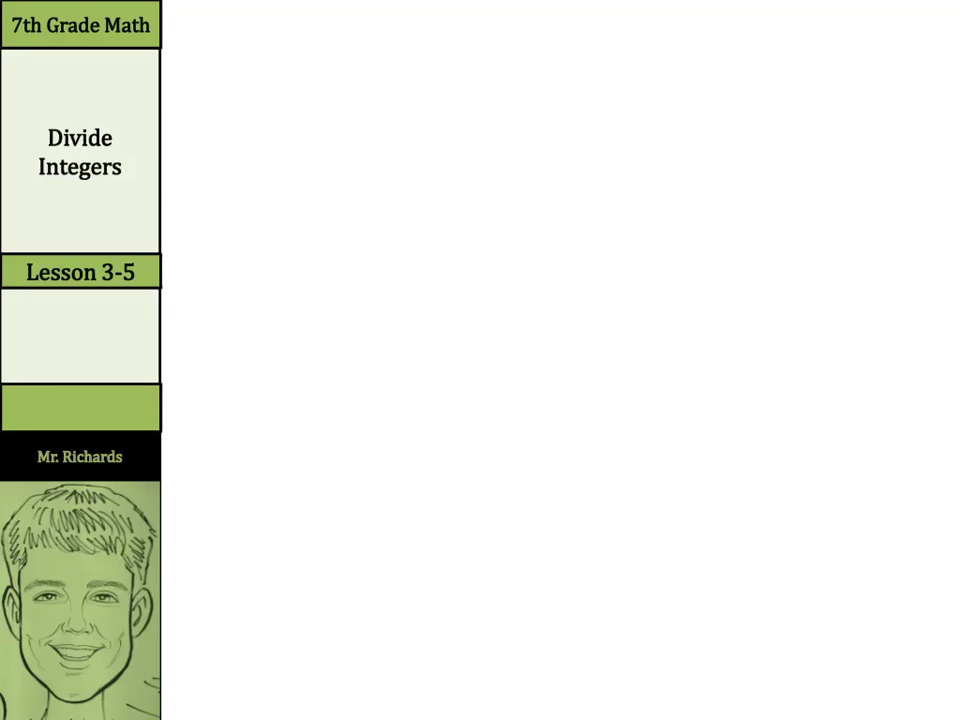 7th Grade Math
Divide
Integers
Lesson 3-5
Mr. Richards